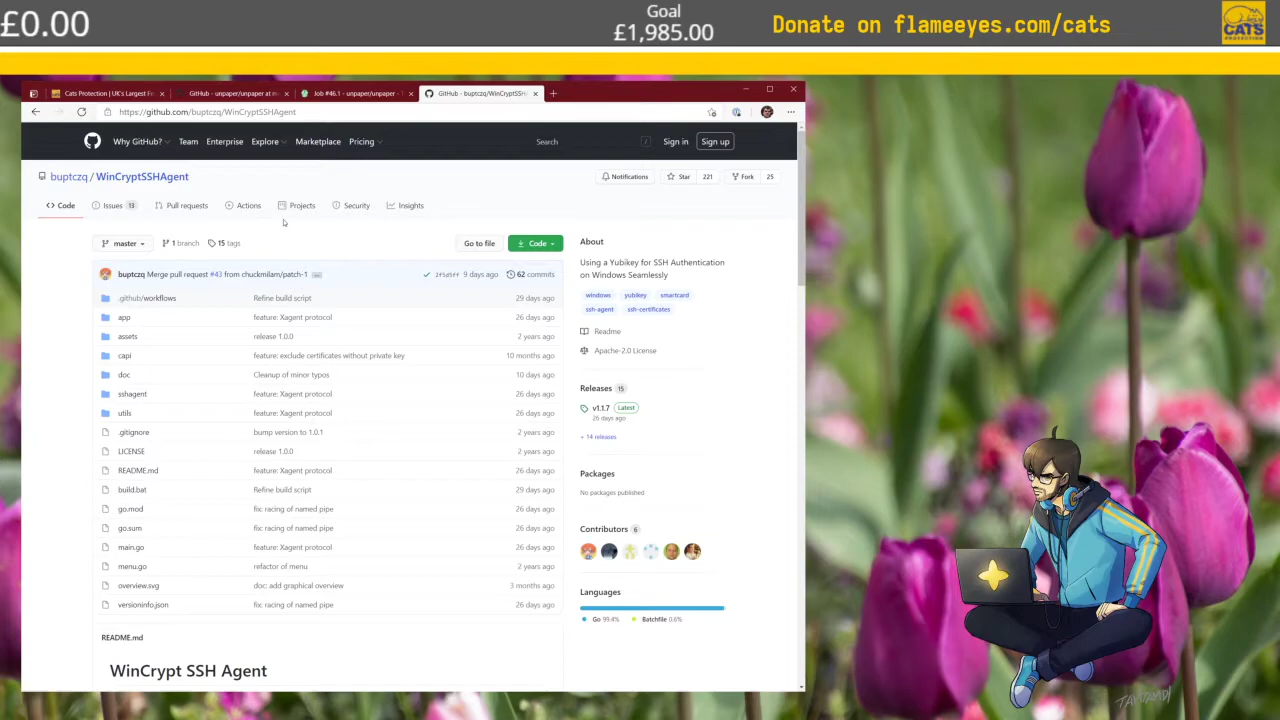 £0.00
Goal
£1,985.00
Donate on flameeyes.com/cats
CATS
PROTECTION
Cats Protection | UK's Largest Fe
GitHub - unpaper/unpaper at m
Job #46.1 - unpaper/unpaper - T
GitHub - buptczq/WinCryptSSH
https://github.com/buptczq/WinCryptSSHAgent
Why GitHub? Team Enterprise Explore Marketplace Pricing Search / Sign in Sign up
buptczq / WinCryptSSHAgent Notifications Star 221 Fork 25
Code Issues 13 Pull requests Actions Projects Security Insights
master 1 branch 15 tags Go to file Code
buptczq Merge pull request #43 from chuckmilam/patch-1 ... 2f5d5ff 9 days ago 62 commits
.github/workflows Refine build script 29 days ago
app feature: Xagent protocol 26 days ago
assets release 1.0.0 2 years ago
capi feature: exclude certificates without private key 10 months ago
doc Cleanup of minor typos 10 days ago
sshagent feature: Xagent protocol 26 days ago
utils feature: Xagent protocol 26 days ago
.gitignore bump version to 1.0.1 2 years ago
LICENSE release 1.0.0 2 years ago
README.md feature: Xagent protocol 26 days ago
build.bat Refine build script 29 days ago
go.mod fix: racing of named pipe 26 days ago
go.sum fix: racing of named pipe 26 days ago
main.go feature: Xagent protocol 26 days ago
menu.go refactor of menu 2 years ago
overview.svg doc: add graphical overview 3 months ago
versioninfo.json fix: racing of named pipe 26 days ago
README.md
WinCrypt SSH Agent
About
Using a Yubikey for SSH Authentication
on Windows Seamlessly
windows yubikey smartcard
ssh-agent ssh-certificates
Readme
Apache-2.0 License
Releases 15
v1.1.7 Latest
26 days ago
+ 14 releases
Packages
No packages published
Contributors 6
Languages
Go 99.4% Batchfile 0.6%